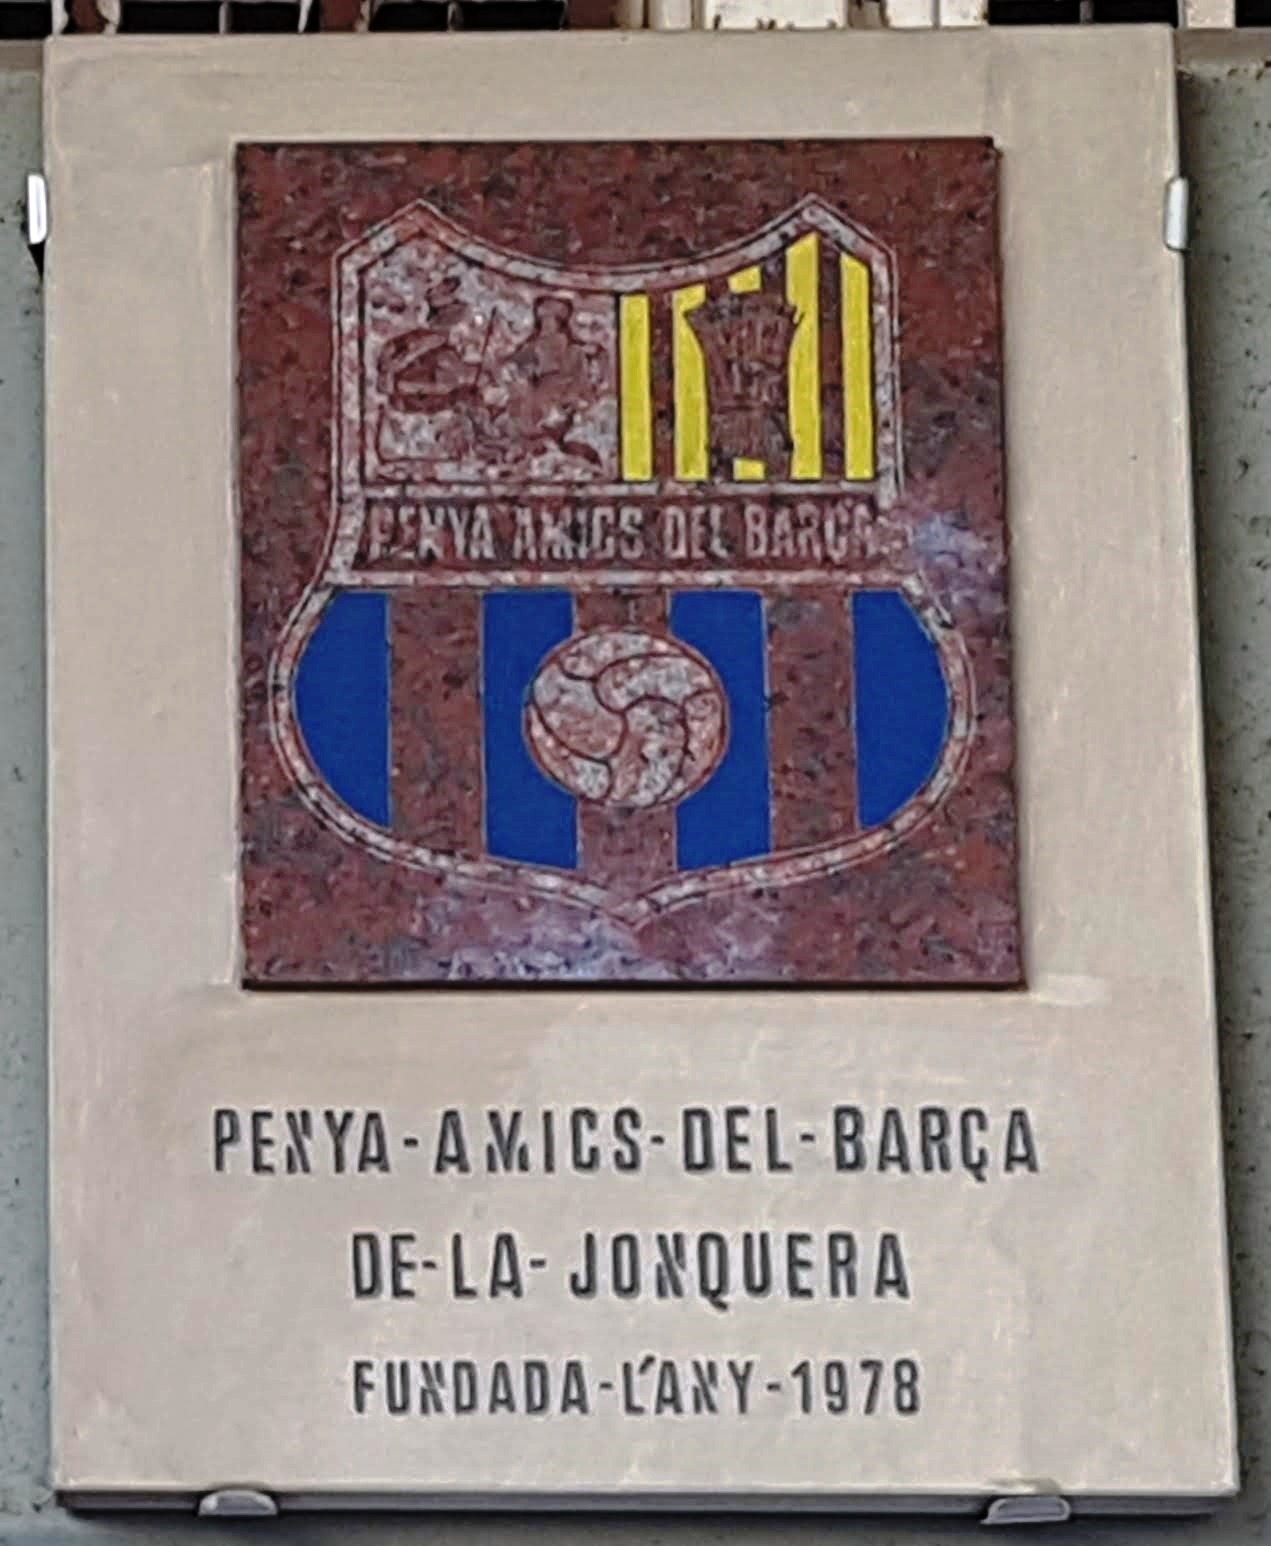 PENYA AMICS DEL BARÇA
PENYA-AMICS-DEL-BARÇA
DE-LA-JONQUERA
FUNDADA-L'ANY-1978